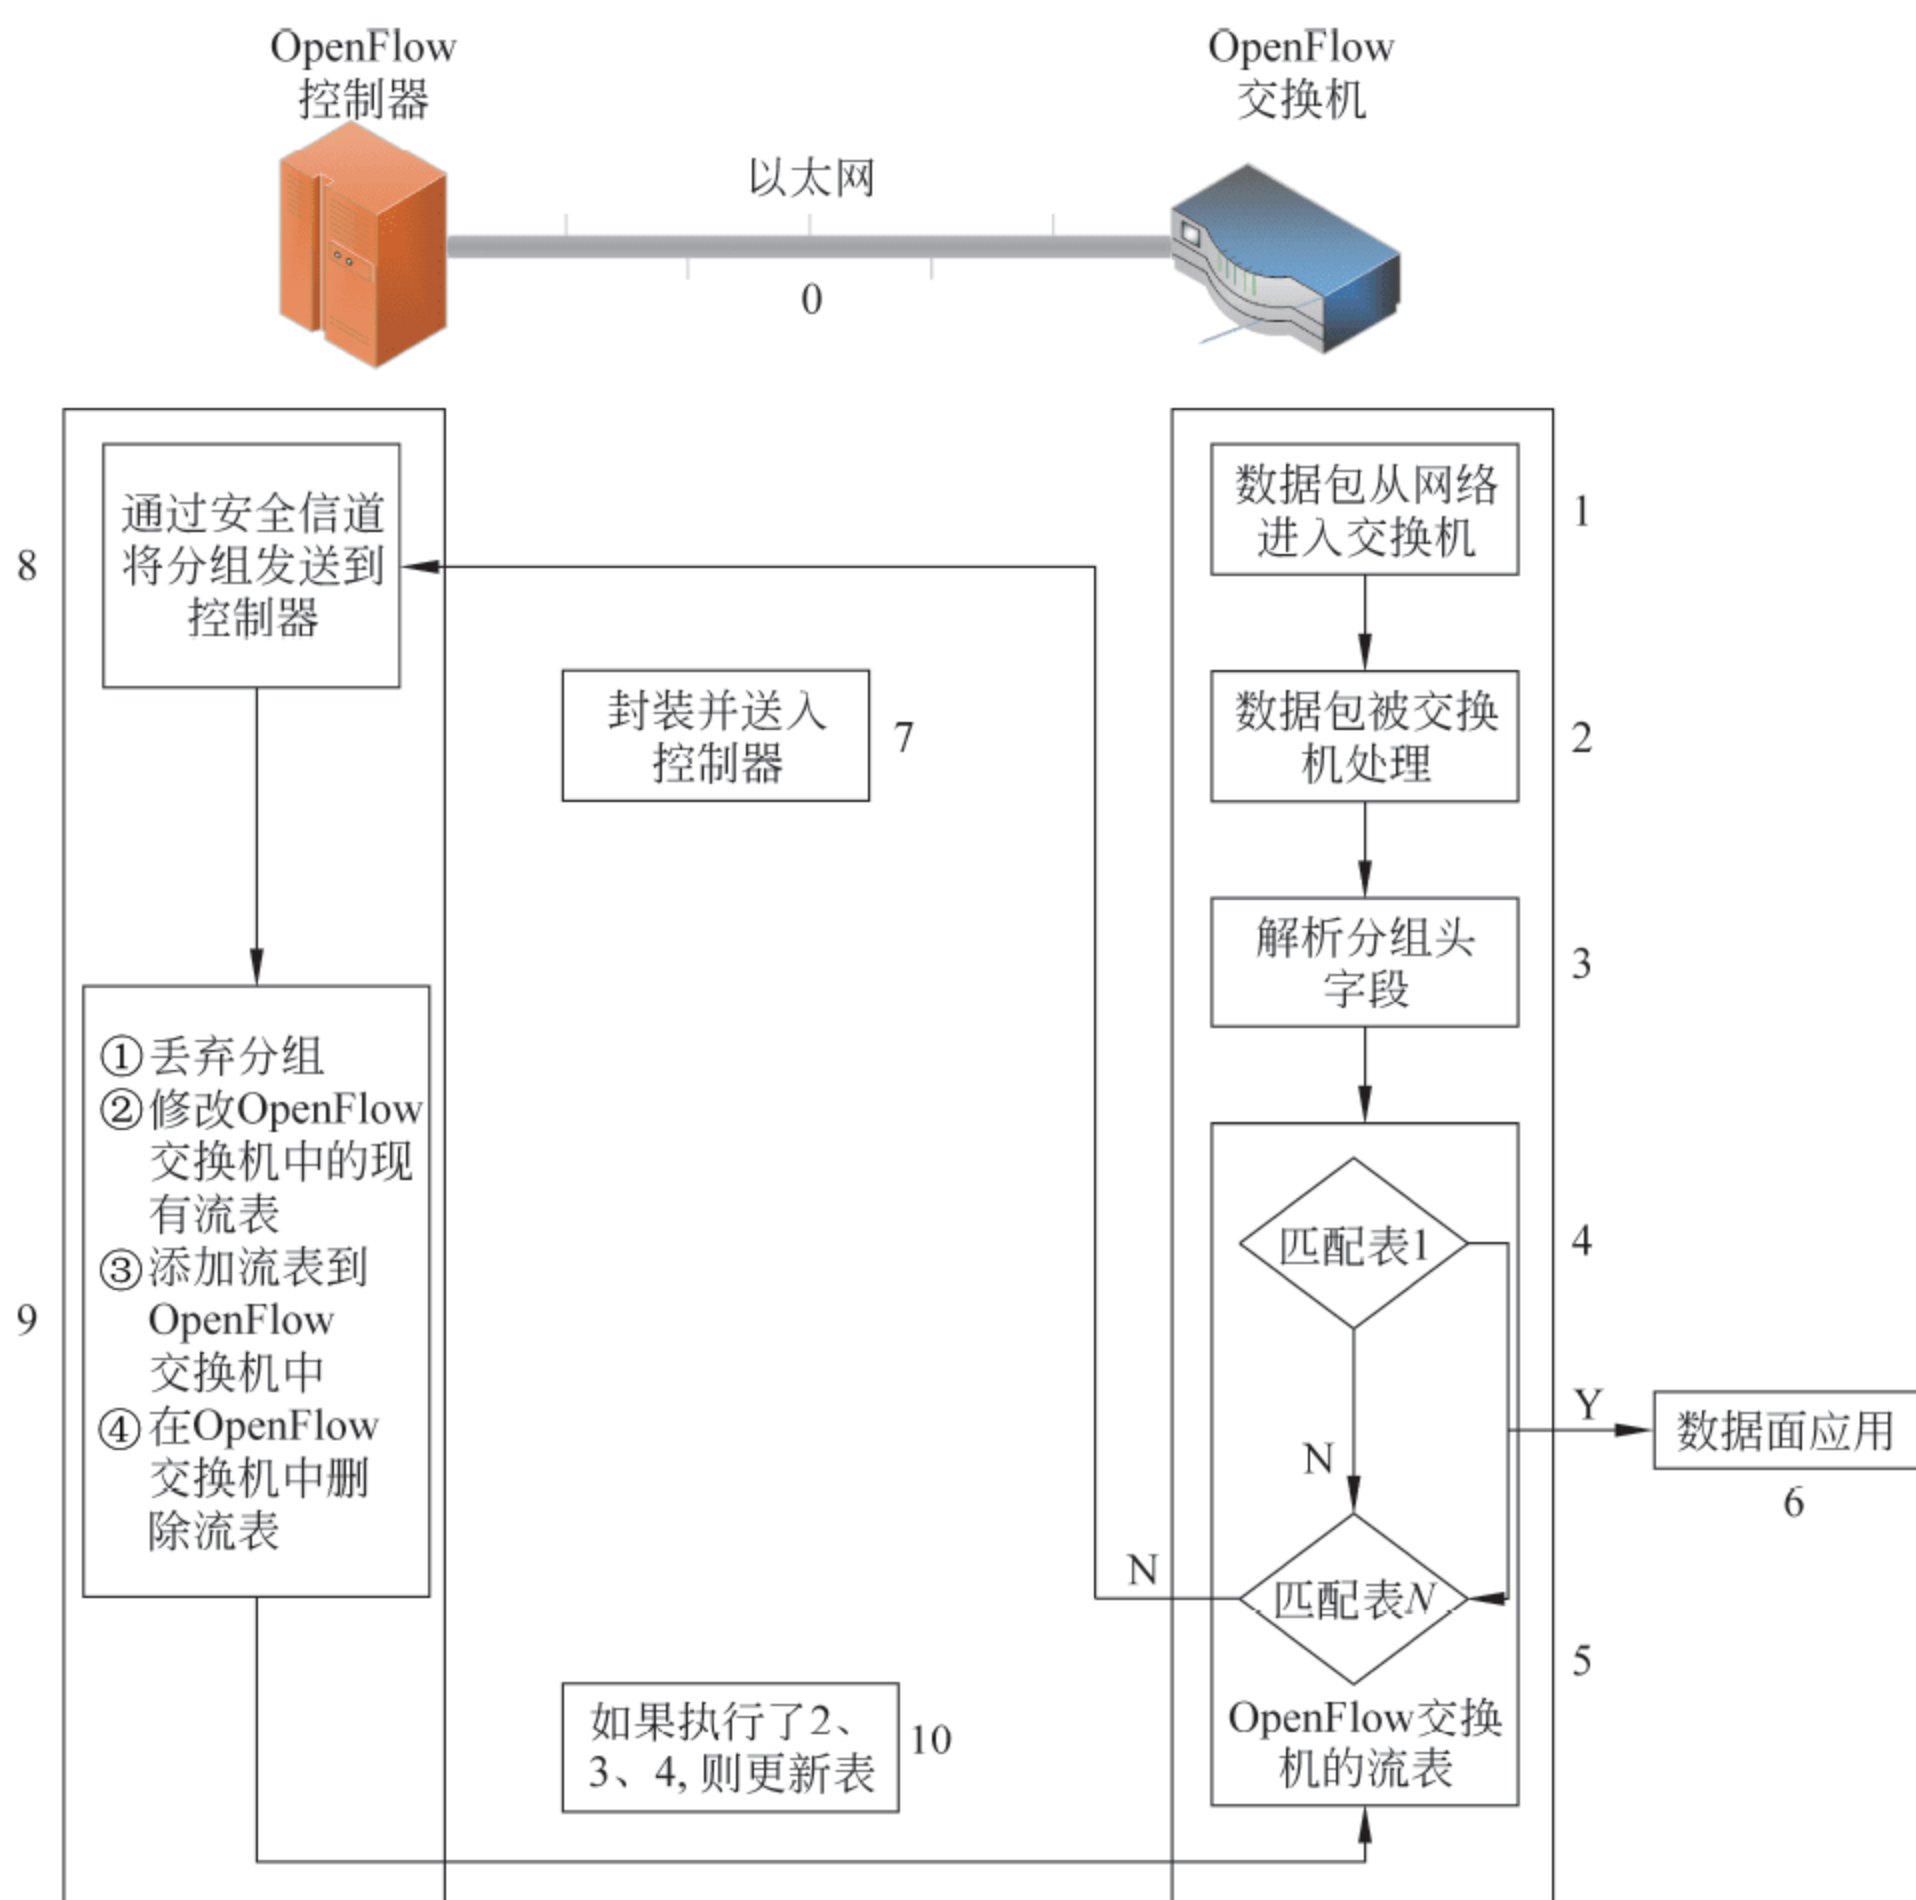 OpenFlow
控制器
OpenFlow
交换机
以太网
0
通过安全信道
将分组发送到
控制器
8
封装并送入
控制器
7
数据包从网络
进入交换机
1
数据包被交换
机处理
2
解析分组头
字段
3
①丢弃分组
②修改OpenFlow
交换机中的现
有流表
③添加流表到
OpenFlow
交换机中
④在OpenFlow
交换机中删
除流表
9
匹配表1
4
N
Y
数据面应用
6
N
匹配表N
5
OpenFlow交换
机的流表
如果执行了2、
3、4,则更新表
10